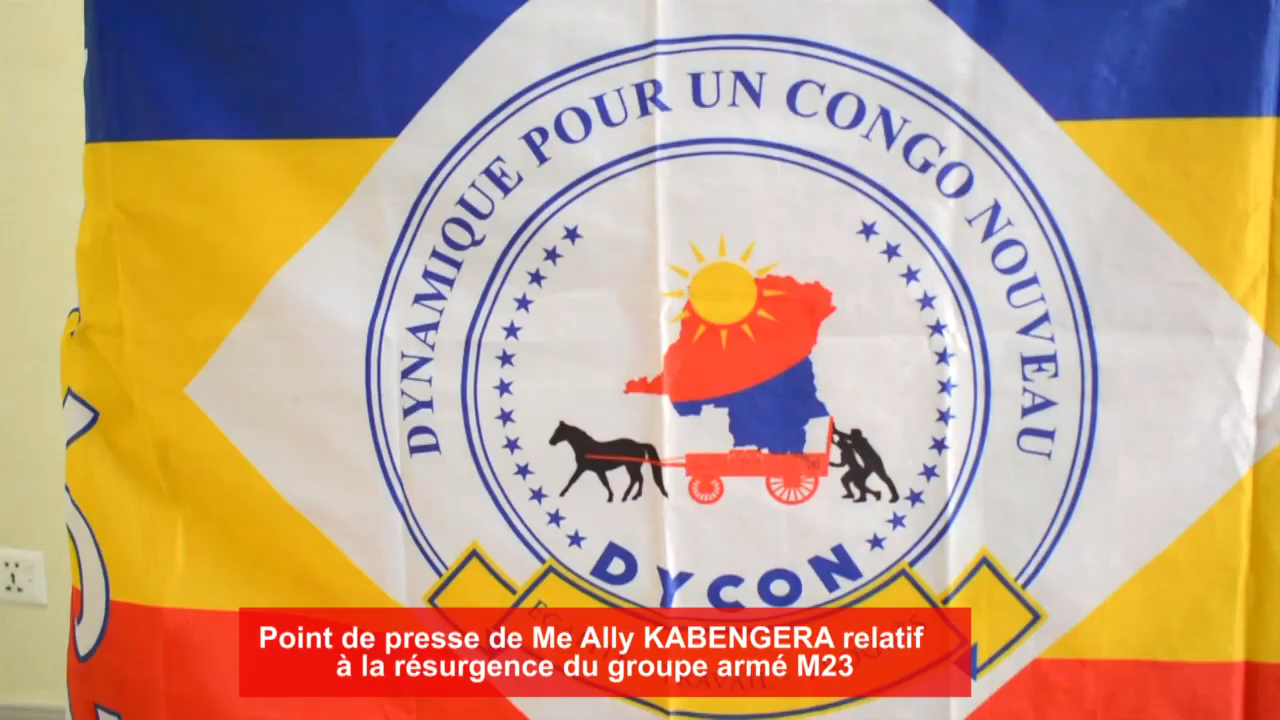 DYNAMIQUE POUR UN CONGO NOUVEAU
DYCON
Point de presse de Me Ally KABENGERA relatif
à la résurgence du groupe armé M23